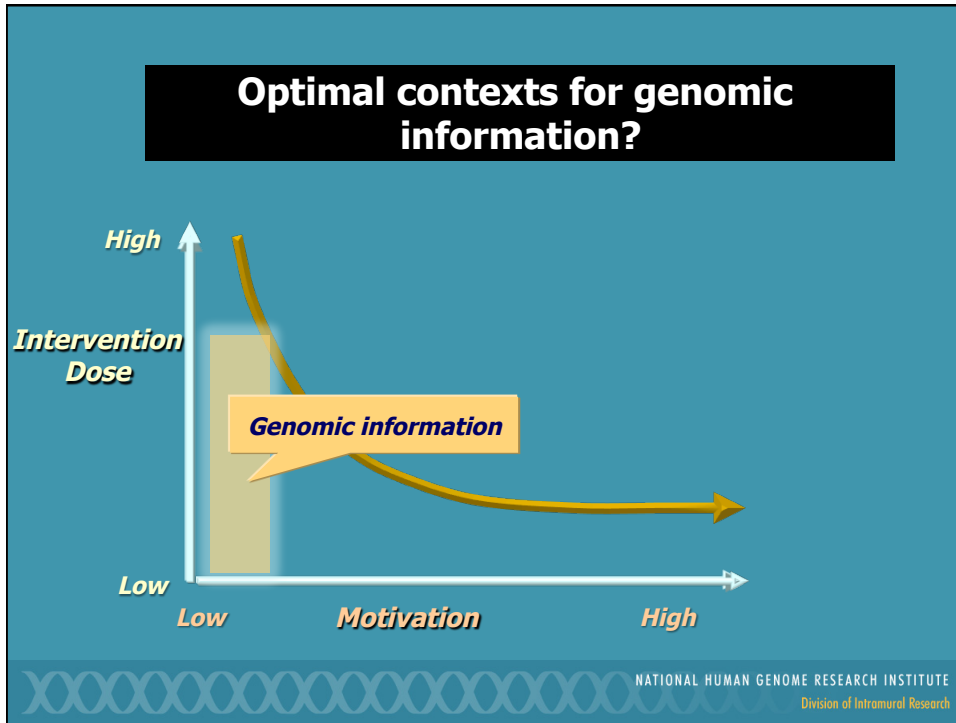 Optimal contexts for genomic
information?
High
Intervention
Dose
Genomic information
Low
Low
Motivation
High
NATIONAL HUMAN GENOME RESEARCH INSTITUTE
Division of Intramural Research